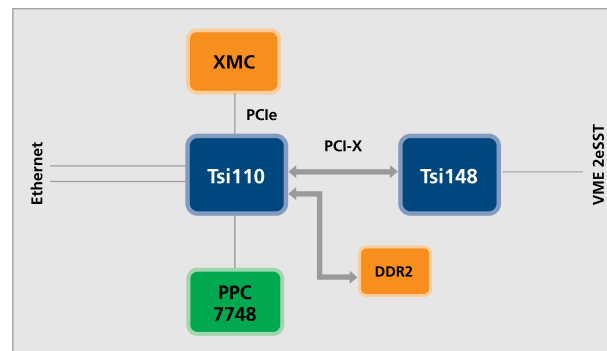 XMC
PCIe
PCI-X
Ethernet
Tsi110
Tsi148
VME 2eSST
DDR2
PPC
7748